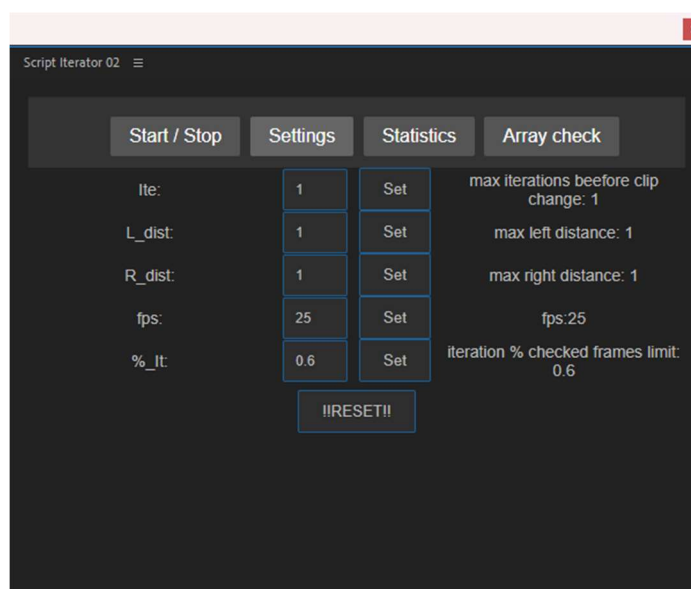 Script Iterator 02
Start / Stop Settings Statistics Array check
Ite: 1 Set max iterations beefore clip
change: 1
L_dist: 1 Set max left distance: 1
R_dist: 1 Set max right distance: 1
fps: 25 Set fps:25
%_It: 0.6 Set iteration % checked frames limit:
0.6
!!RESET!!